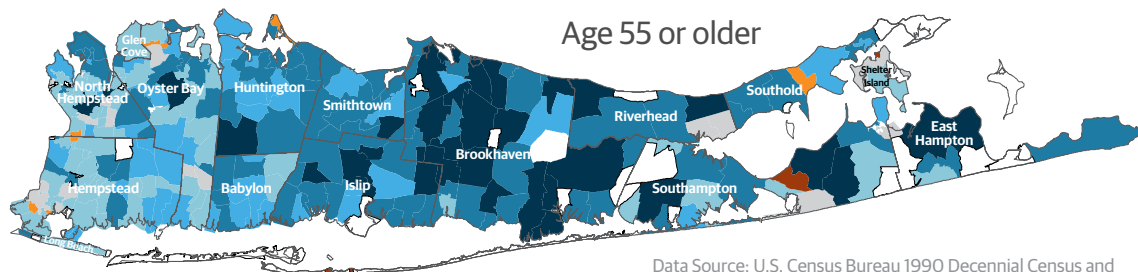 Age 55 or older
Glen
Cove
North
Hempstead
Oyster Bay
Huntington
Smithtown
Brookhaven
Riverhead
Southold
Shelter
Island
East
Hampton
Southampton
Hempstead
Babylon
Islip
Long Beach
Data Source: U.S. Census Bureau 1990 Decennial Census and